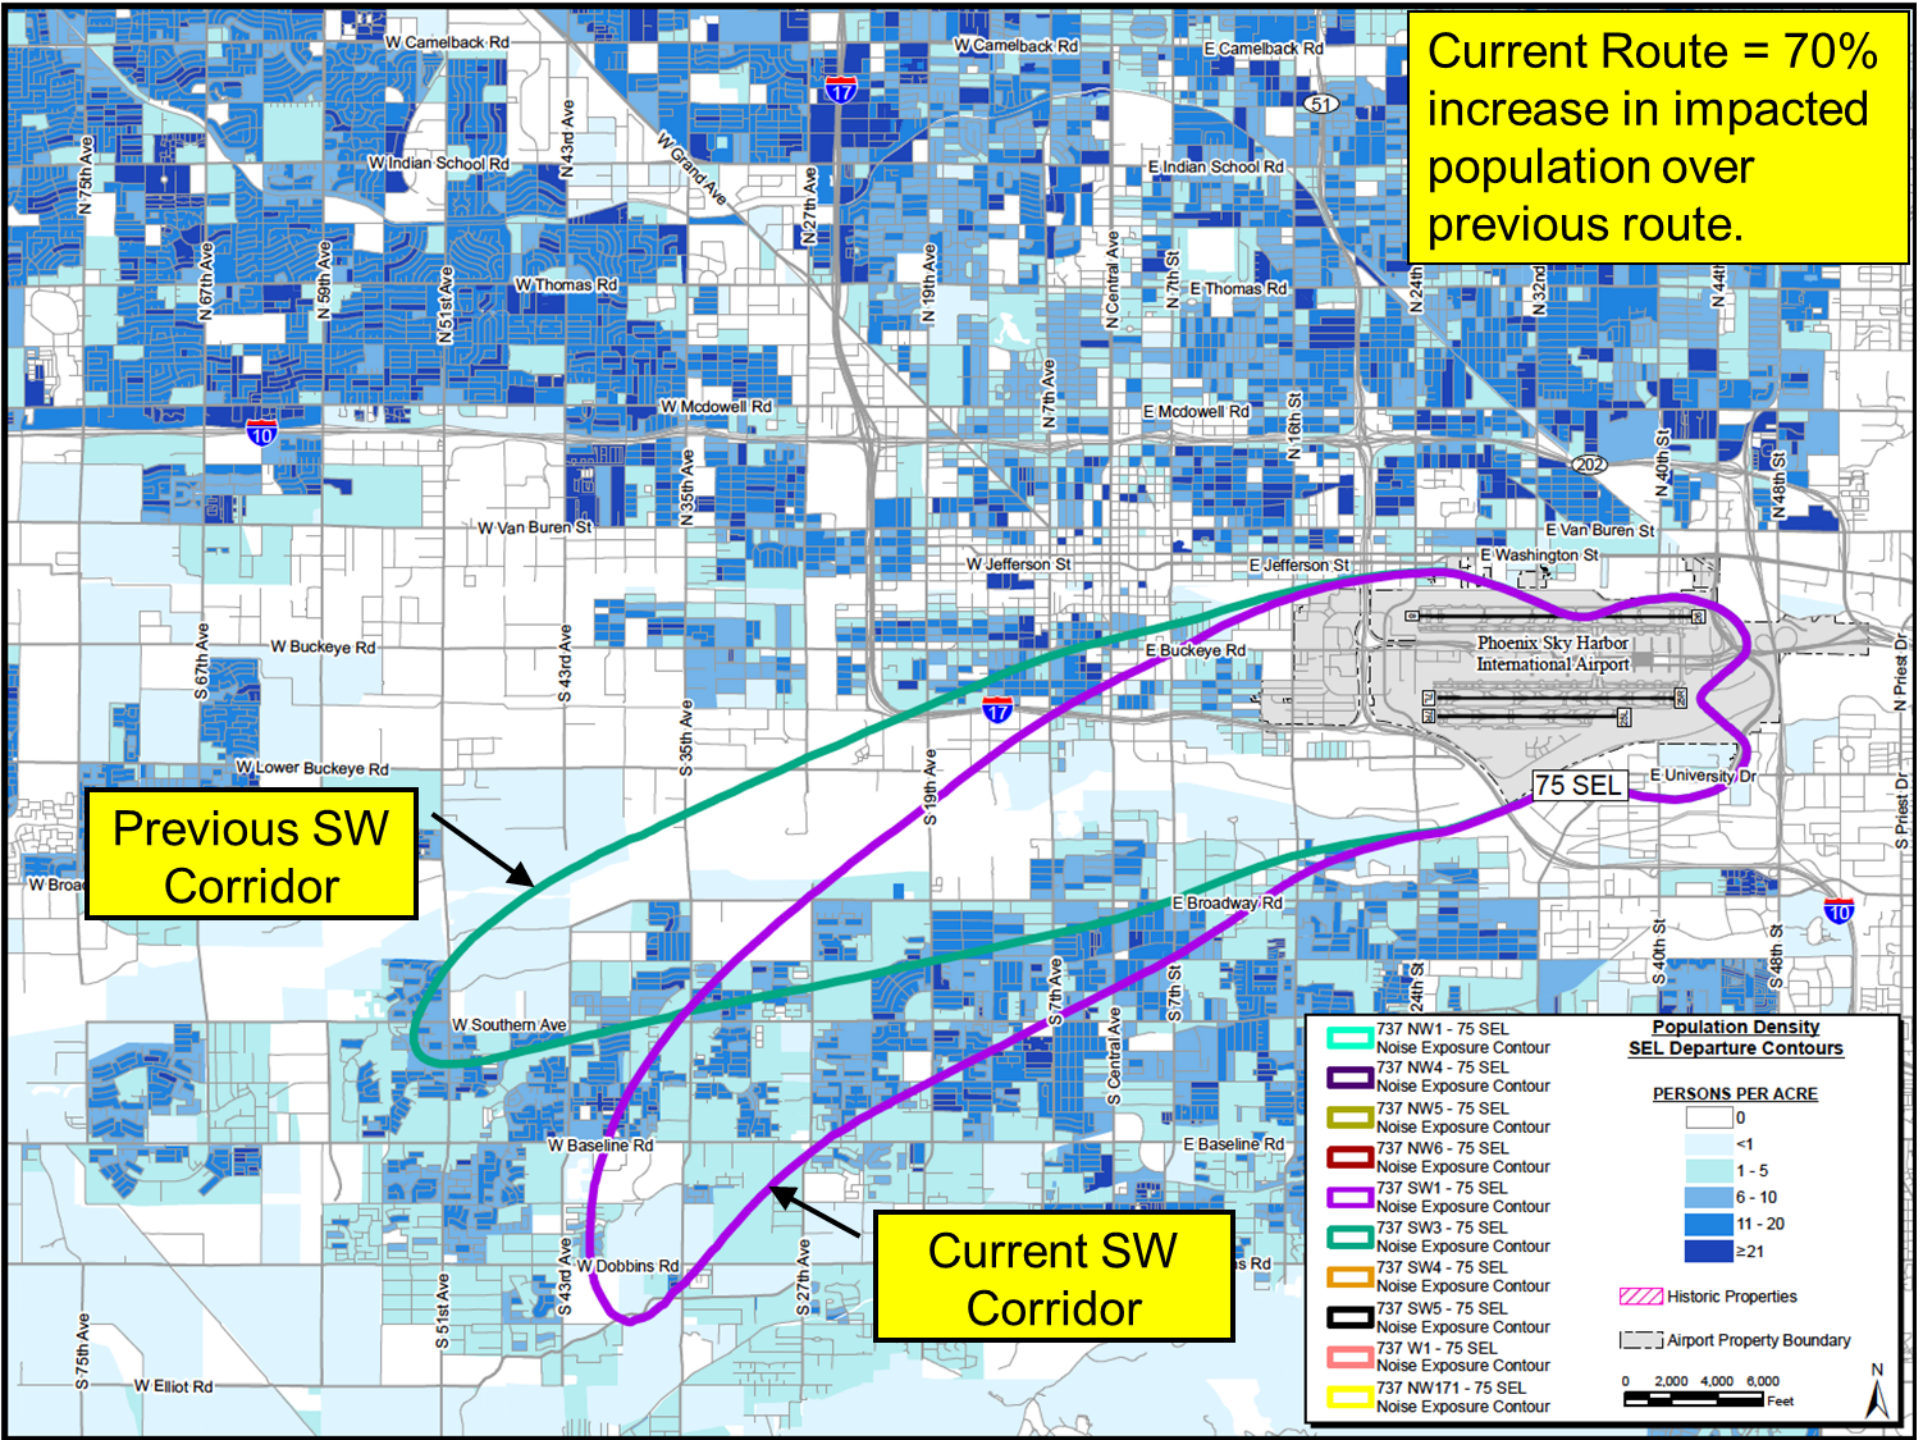 W Camelback Rd
W Camelback Rd
E Camelback Rd
Current Route = 70%
increase in impacted
population over
previous route.
17
51
N 75th Ave
N 43rd Ave
W Grand Ave
W Indian School Rd
E Indian School Rd
N 27th Ave
N 67th Ave
N 59th Ave
N 51st Ave
W Thomas Rd
N 19th Ave
N Central Ave
N 7th St
E Thomas Rd
N 24th
N 32nd
N 44th
W Mcdowell Rd
N 7th Ave
E Mcdowell Rd
N 16th St
10
N 35th Ave
202
N 40th St
N 48th St
W Van Buren St
E Van Buren St
W Jefferson St
E Jefferson St
E Washington St
S 67th Ave
W Buckeye Rd
S 43rd Ave
E Buckeye Rd
8
26
Phoenix Sky Harbor
International Airport
N Priest Dr
7L
25R
7R
25L
17
S 35th Ave
W Lower Buckeye Rd
S 19th Ave
75 SEL
E University Dr
S Priest Dr
Previous SW
Corridor
W Broa
E Broadway Rd
10
S 7th Ave
S 7th St
24th St
S 40th St
S 48th St
W Southern Ave
S Central Ave
W Baseline Rd
E Baseline Rd
Current SW
Corridor
W Dobbins Rd
ns Rd
S 43rd Ave
S 51st Ave
S 27th Ave
S 75th Ave
W Elliot Rd
737 NW1 - 75 SEL
Noise Exposure Contour
737 NW4 - 75 SEL
Noise Exposure Contour
737 NW5 - 75 SEL
Noise Exposure Contour
737 NW6 - 75 SEL
Noise Exposure Contour
737 SW1 - 75 SEL
Noise Exposure Contour
737 SW3 - 75 SEL
Noise Exposure Contour
737 SW4 - 75 SEL
Noise Exposure Contour
737 SW5 - 75 SEL
Noise Exposure Contour
737 W1 - 75 SEL
Noise Exposure Contour
737 NW171 - 75 SEL
Noise Exposure Contour
Population Density
SEL Departure Contours
PERSONS PER ACRE
0
<1
1 - 5
6 - 10
11 - 20
≥21
Historic Properties
Airport Property Boundary
N
0 2,000 4,000 6,000
Feet